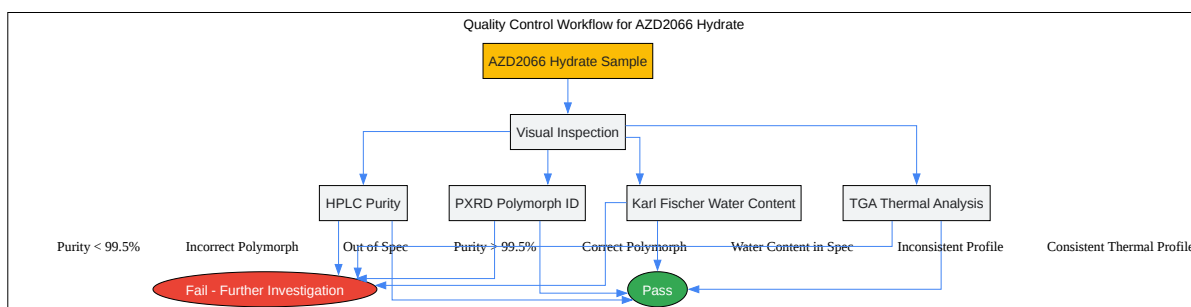 Quality Control Workflow for AZD2066 Hydrate
AZD2066 Hydrate Sample
Visual Inspection
HPLC Purity
PXRD Polymorph ID
Karl Fischer Water Content
TGA Thermal Analysis
Purity < 99.5%
Incorrect Polymorph
Out of Spec
Purity > 99.5%
Correct Polymorph
Water Content in Spec
Inconsistent Profile
Consistent Thermal Profile
Fail - Further Investigation
Pass